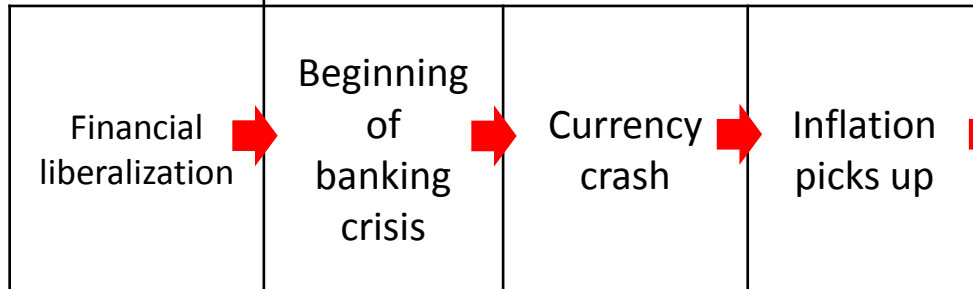 Financial
liberalization
Beginning
of
banking
crisis
Currency
crash
Inflation
picks up